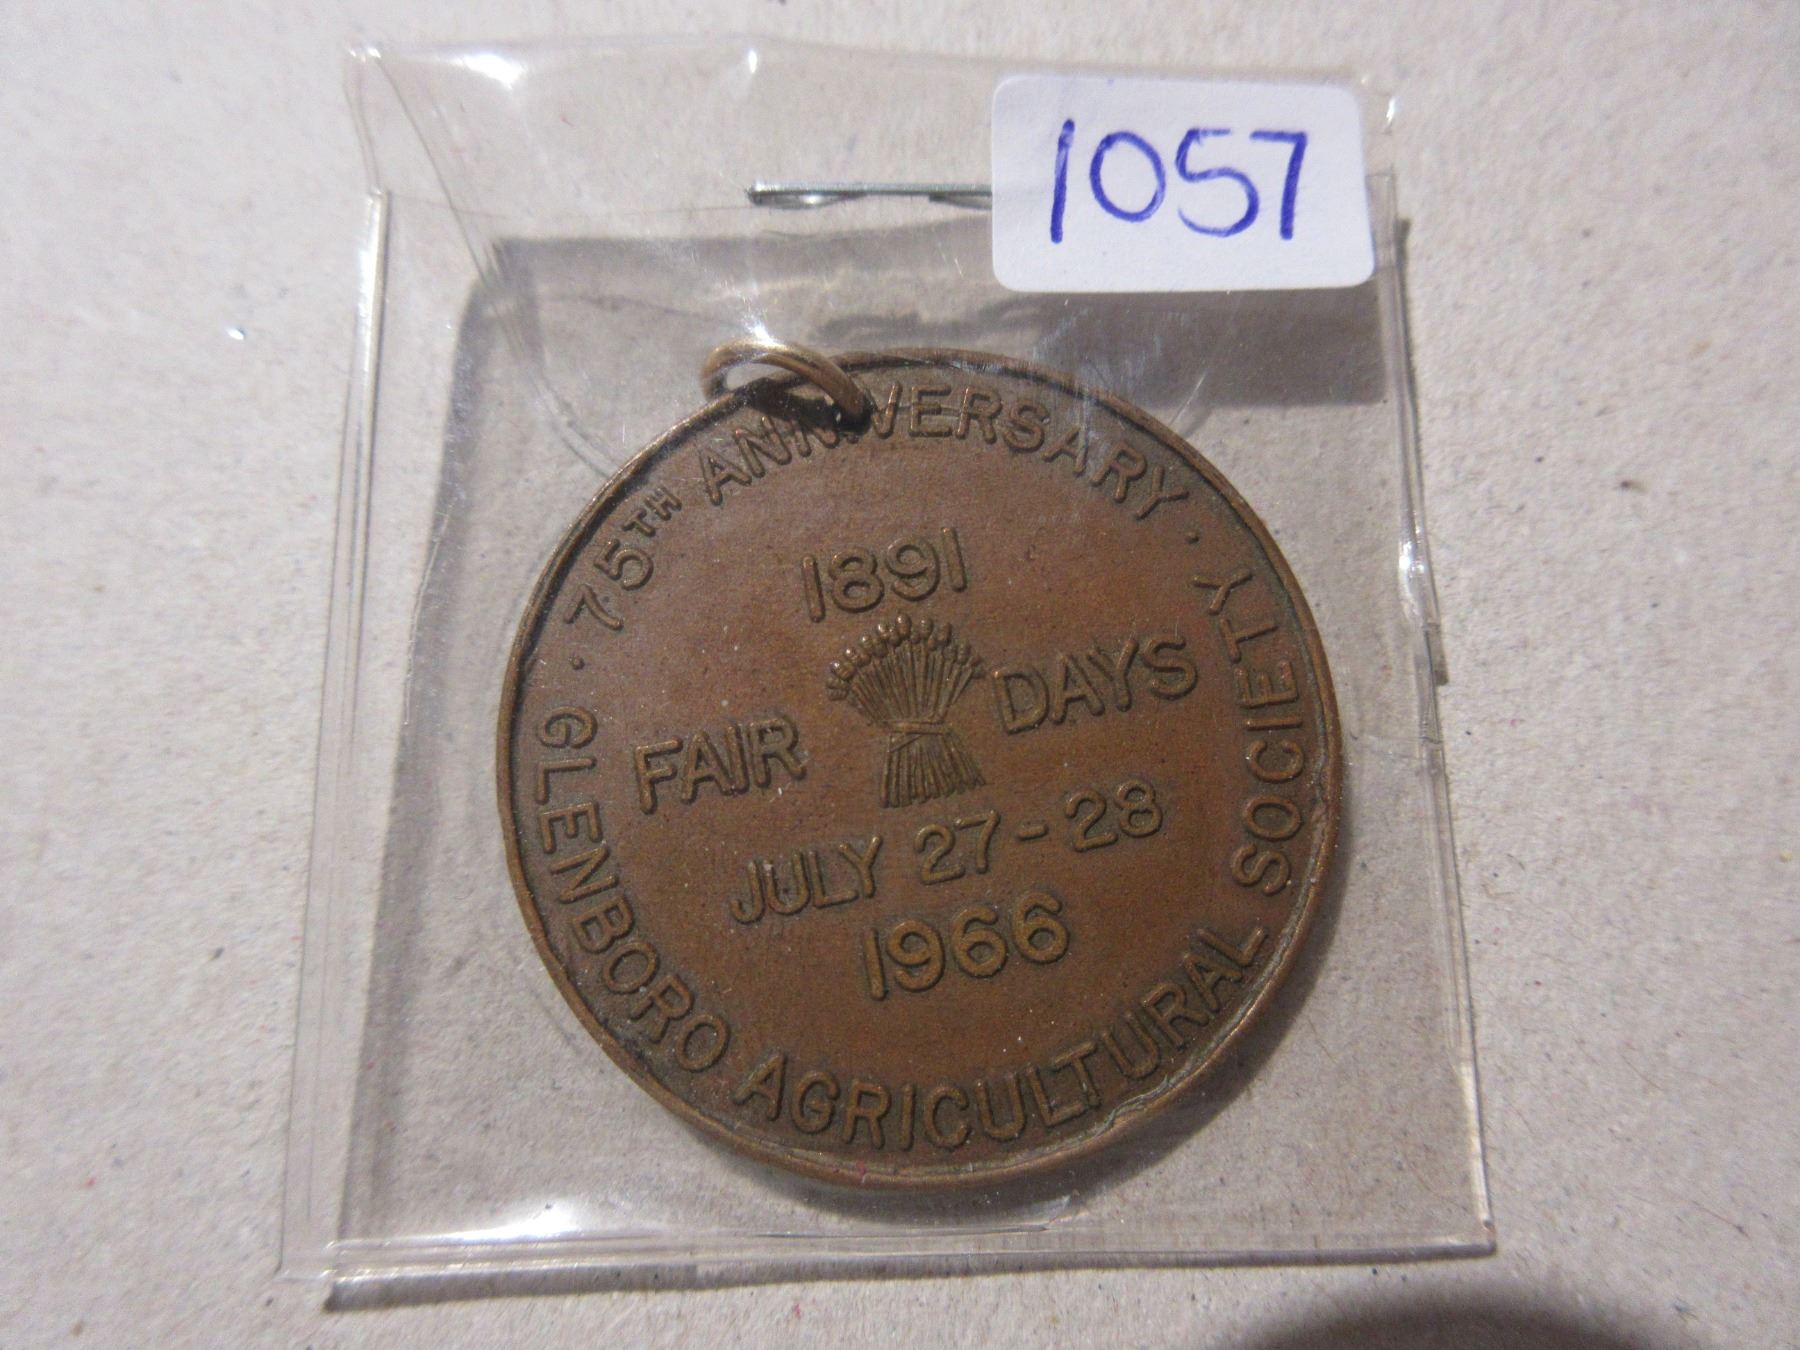 1057
· 75TH ANNIVERSARY ·
1891
FAIR DAYS
JULY 27-28
1966
GLENBORO AGRICULTURAL SOCIETY